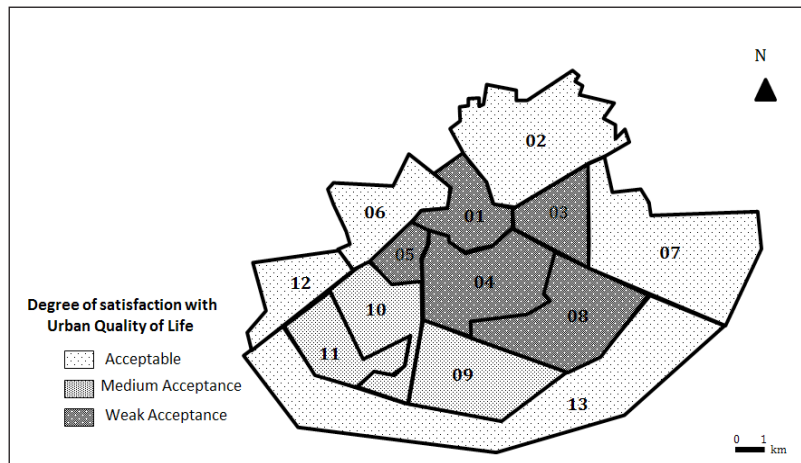 N
02
06
01
03
05
07
12
04
10
08
11
09
13
Degree of satisfaction with
Urban Quality of Life
Acceptable
Medium Acceptance
Weak Acceptance
0 1
km